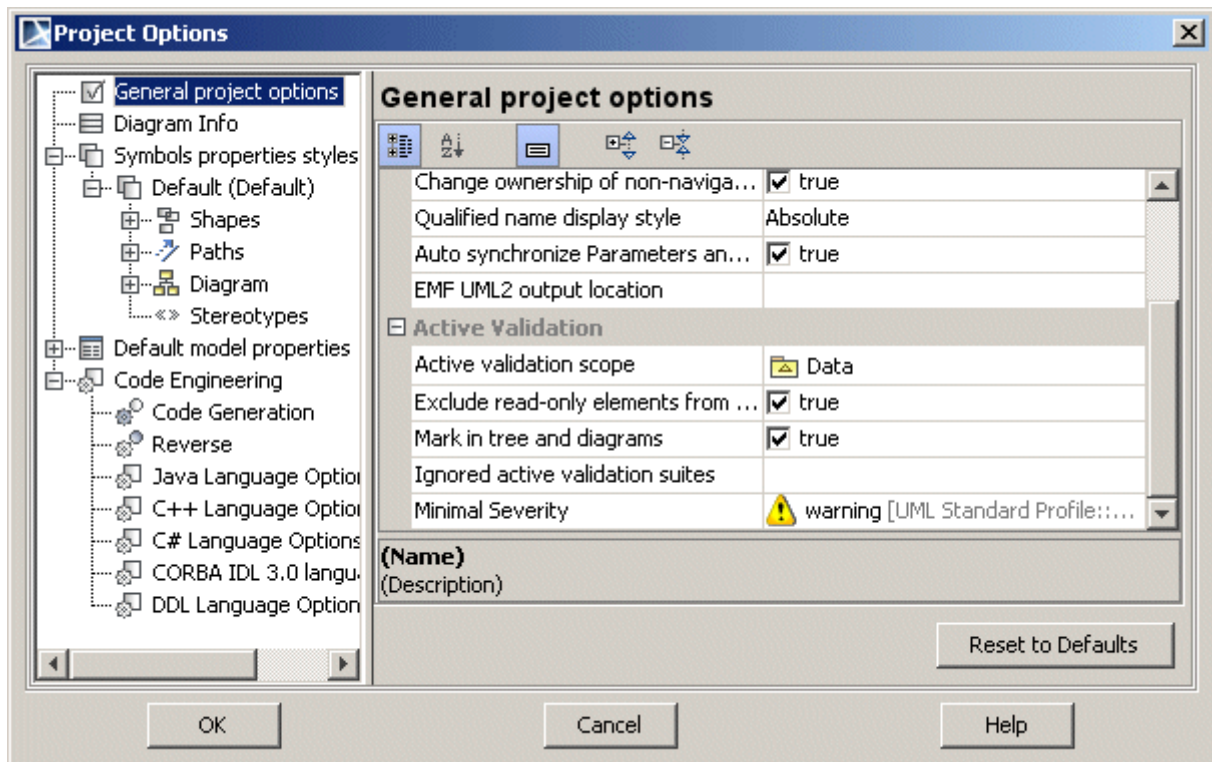 Project Options
General project options
Diagram Info
Symbols properties styles
Default (Default)
Shapes
Paths
Diagram
Stereotypes
Default model properties
Code Engineering
Code Generation
Reverse
Java Language Option
C++ Language Option
C# Language Options
CORBA IDL 3.0 langu
DDL Language Option
General project options
Change ownership of non-naviga... true
Qualified name display style Absolute
Auto synchronize Parameters an... true
EMF UML2 output location
Active Validation
Active validation scope Data
Exclude read-only elements from ... true
Mark in tree and diagrams true
Ignored active validation suites
Minimal Severity warning [UML Standard Profile::...
(Name)
(Description)
Reset to Defaults
OK Cancel Help